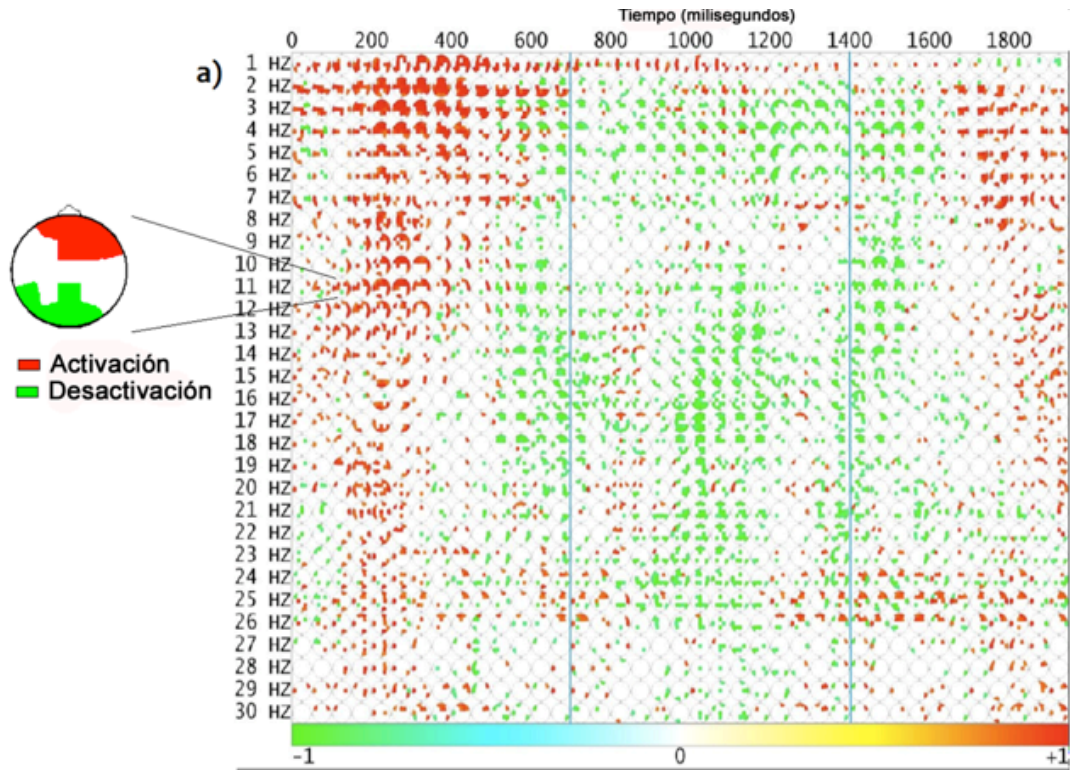 Tiempo (milisegundos)
0 200 400 600 800 1000 1200 1400 1600 1800
a)
1 HZ
2 HZ
3 HZ
4 HZ
5 HZ
6 HZ
7 HZ
8 HZ
9 HZ
10 HZ
11 HZ
12 HZ
13 HZ
14 HZ
15 HZ
16 HZ
17 HZ
18 HZ
19 HZ
20 HZ
21 HZ
22 HZ
23 HZ
24 HZ
25 HZ
26 HZ
27 HZ
28 HZ
29 HZ
30 HZ
Activación
Desactivación
-1 0 +1